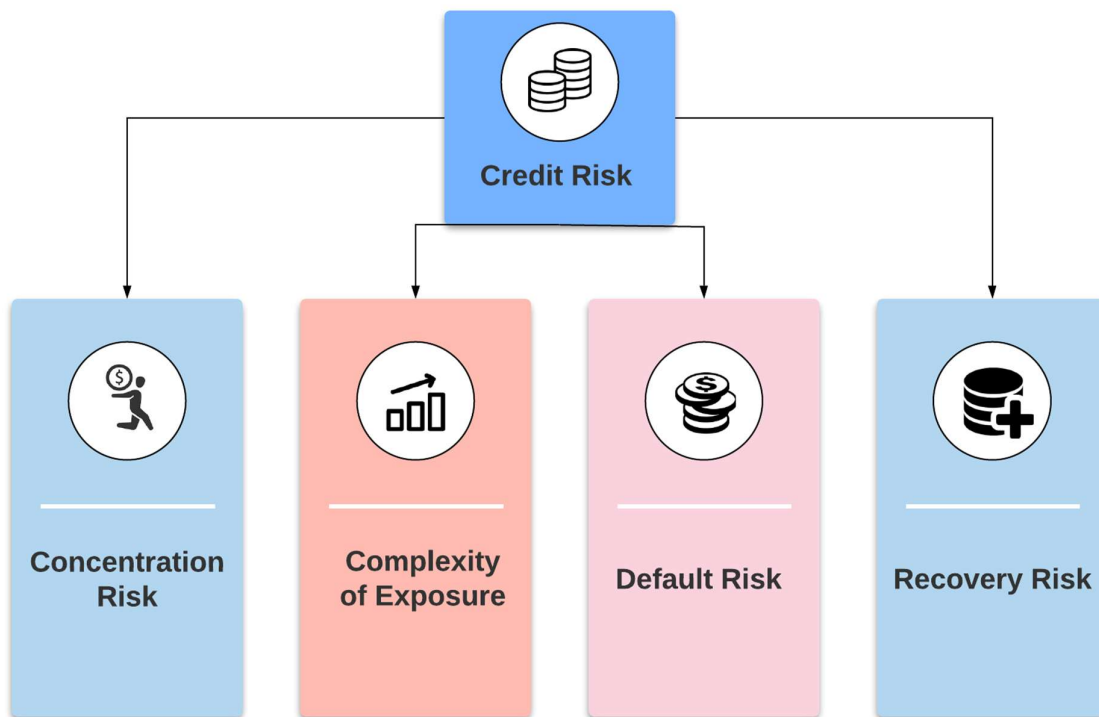 Credit Risk
Concentration
Risk
Complexity
of Exposure
Default Risk
Recovery Risk